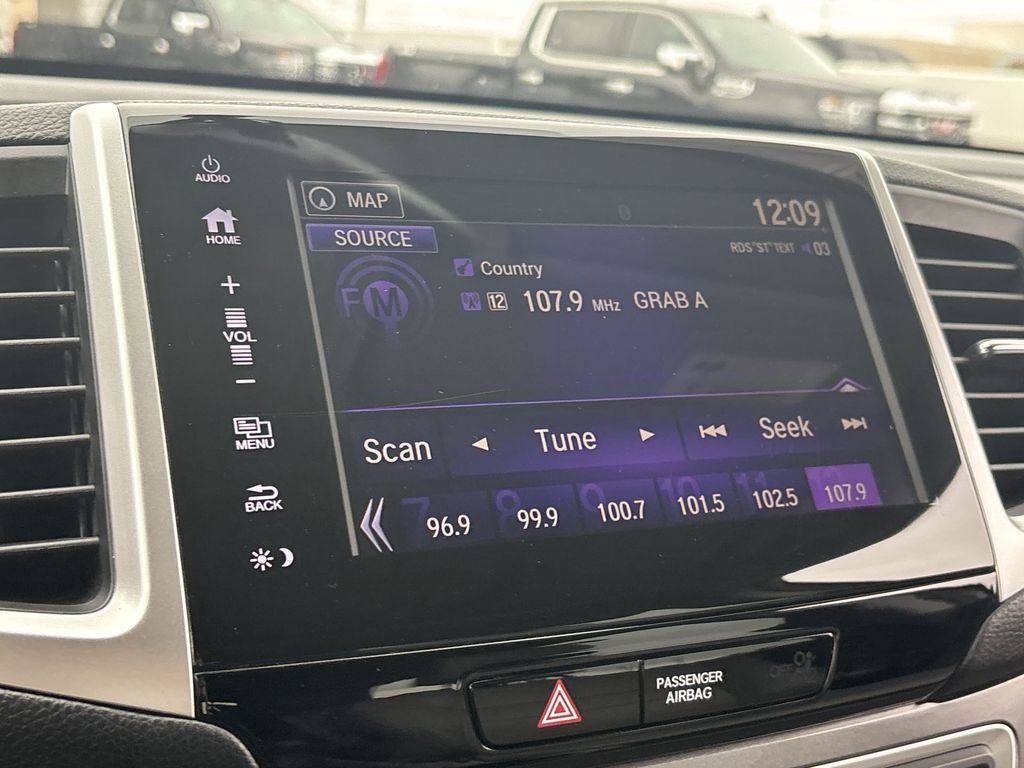 AUDIO
HOME
+
VOL
−
MENU
BACK
MAP
12:09
SOURCE
RDS "ST" TEXT 03
FM
Country
12 107.9 MHz GRAB A
Scan Tune Seek
7 96.9 8 99.9 9 100.7 10 101.5 11 102.5 12 107.9
PASSENGER
AIRBAG
OFF